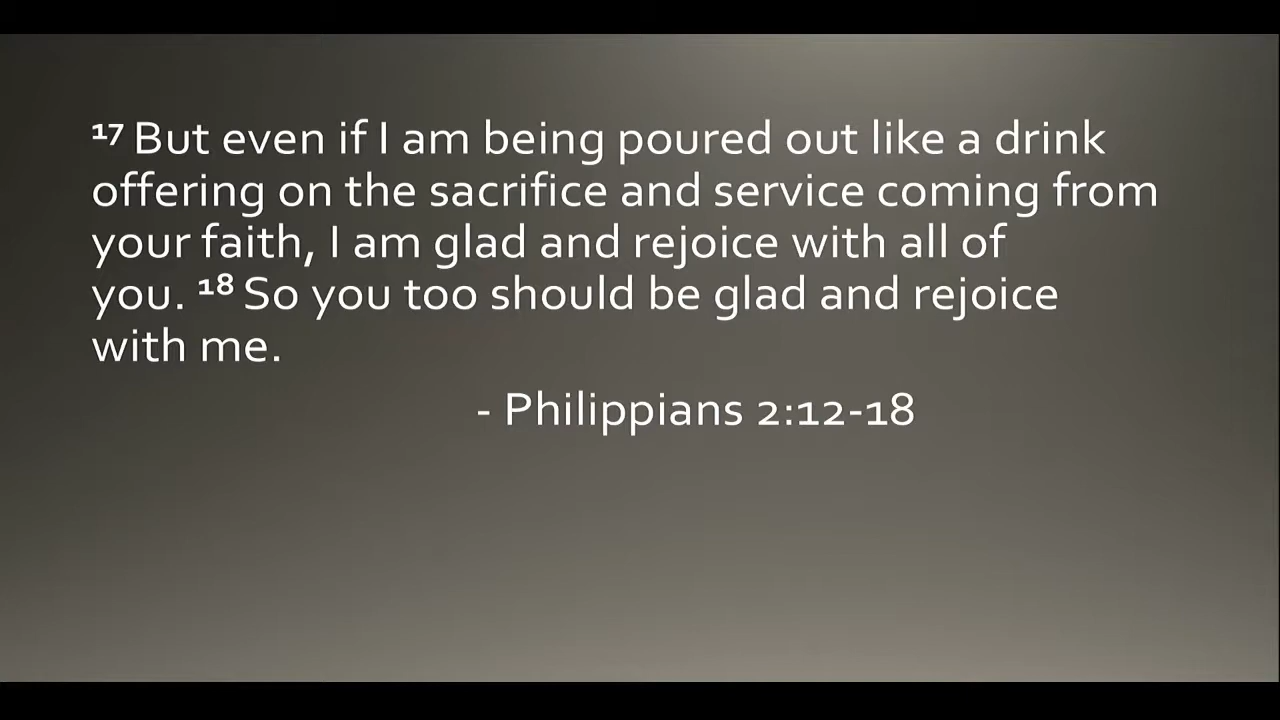 ¹⁷ But even if I am being poured out like a drink
offering on the sacrifice and service coming from
your faith, I am glad and rejoice with all of
you. ¹⁸ So you too should be glad and rejoice
with me.
- Philippians 2:12-18